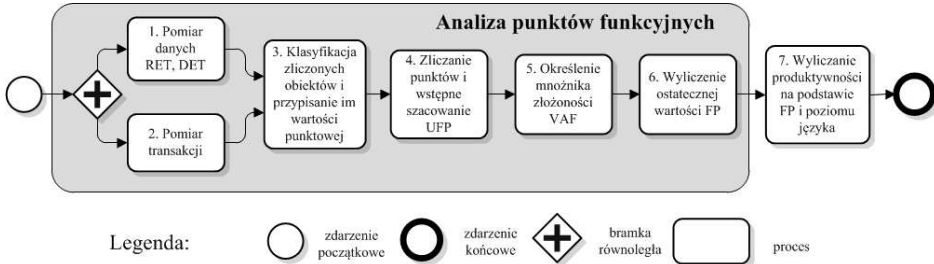 Analiza punktów funkcyjnych
1. Pomiar
danych
RET, DET
2. Pomiar
transakcji
3. Klasyfikacja
zliczonych
obiektów i
przypisanie im
wartości
punktowej
4. Zliczanie
punktów i
wstępne
szacowanie
UFP
5. Określenie
mnożnika
złożoności
VAF
6. Wyliczenie
ostatecznej
wartości FP
7. Wyliczanie
produktywności
na podstawie
FP i poziomu
języka
Legenda:
zdarzenie
początkowe
zdarzenie
końcowe
bramka
równoległa
proces